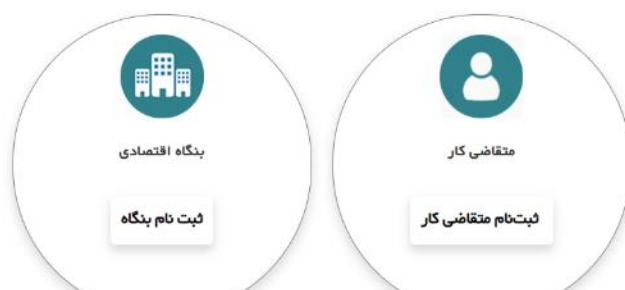 متقاضی کار
ثبت‌نام متقاضی کار
بنگاه اقتصادی
ثبت نام بنگاه